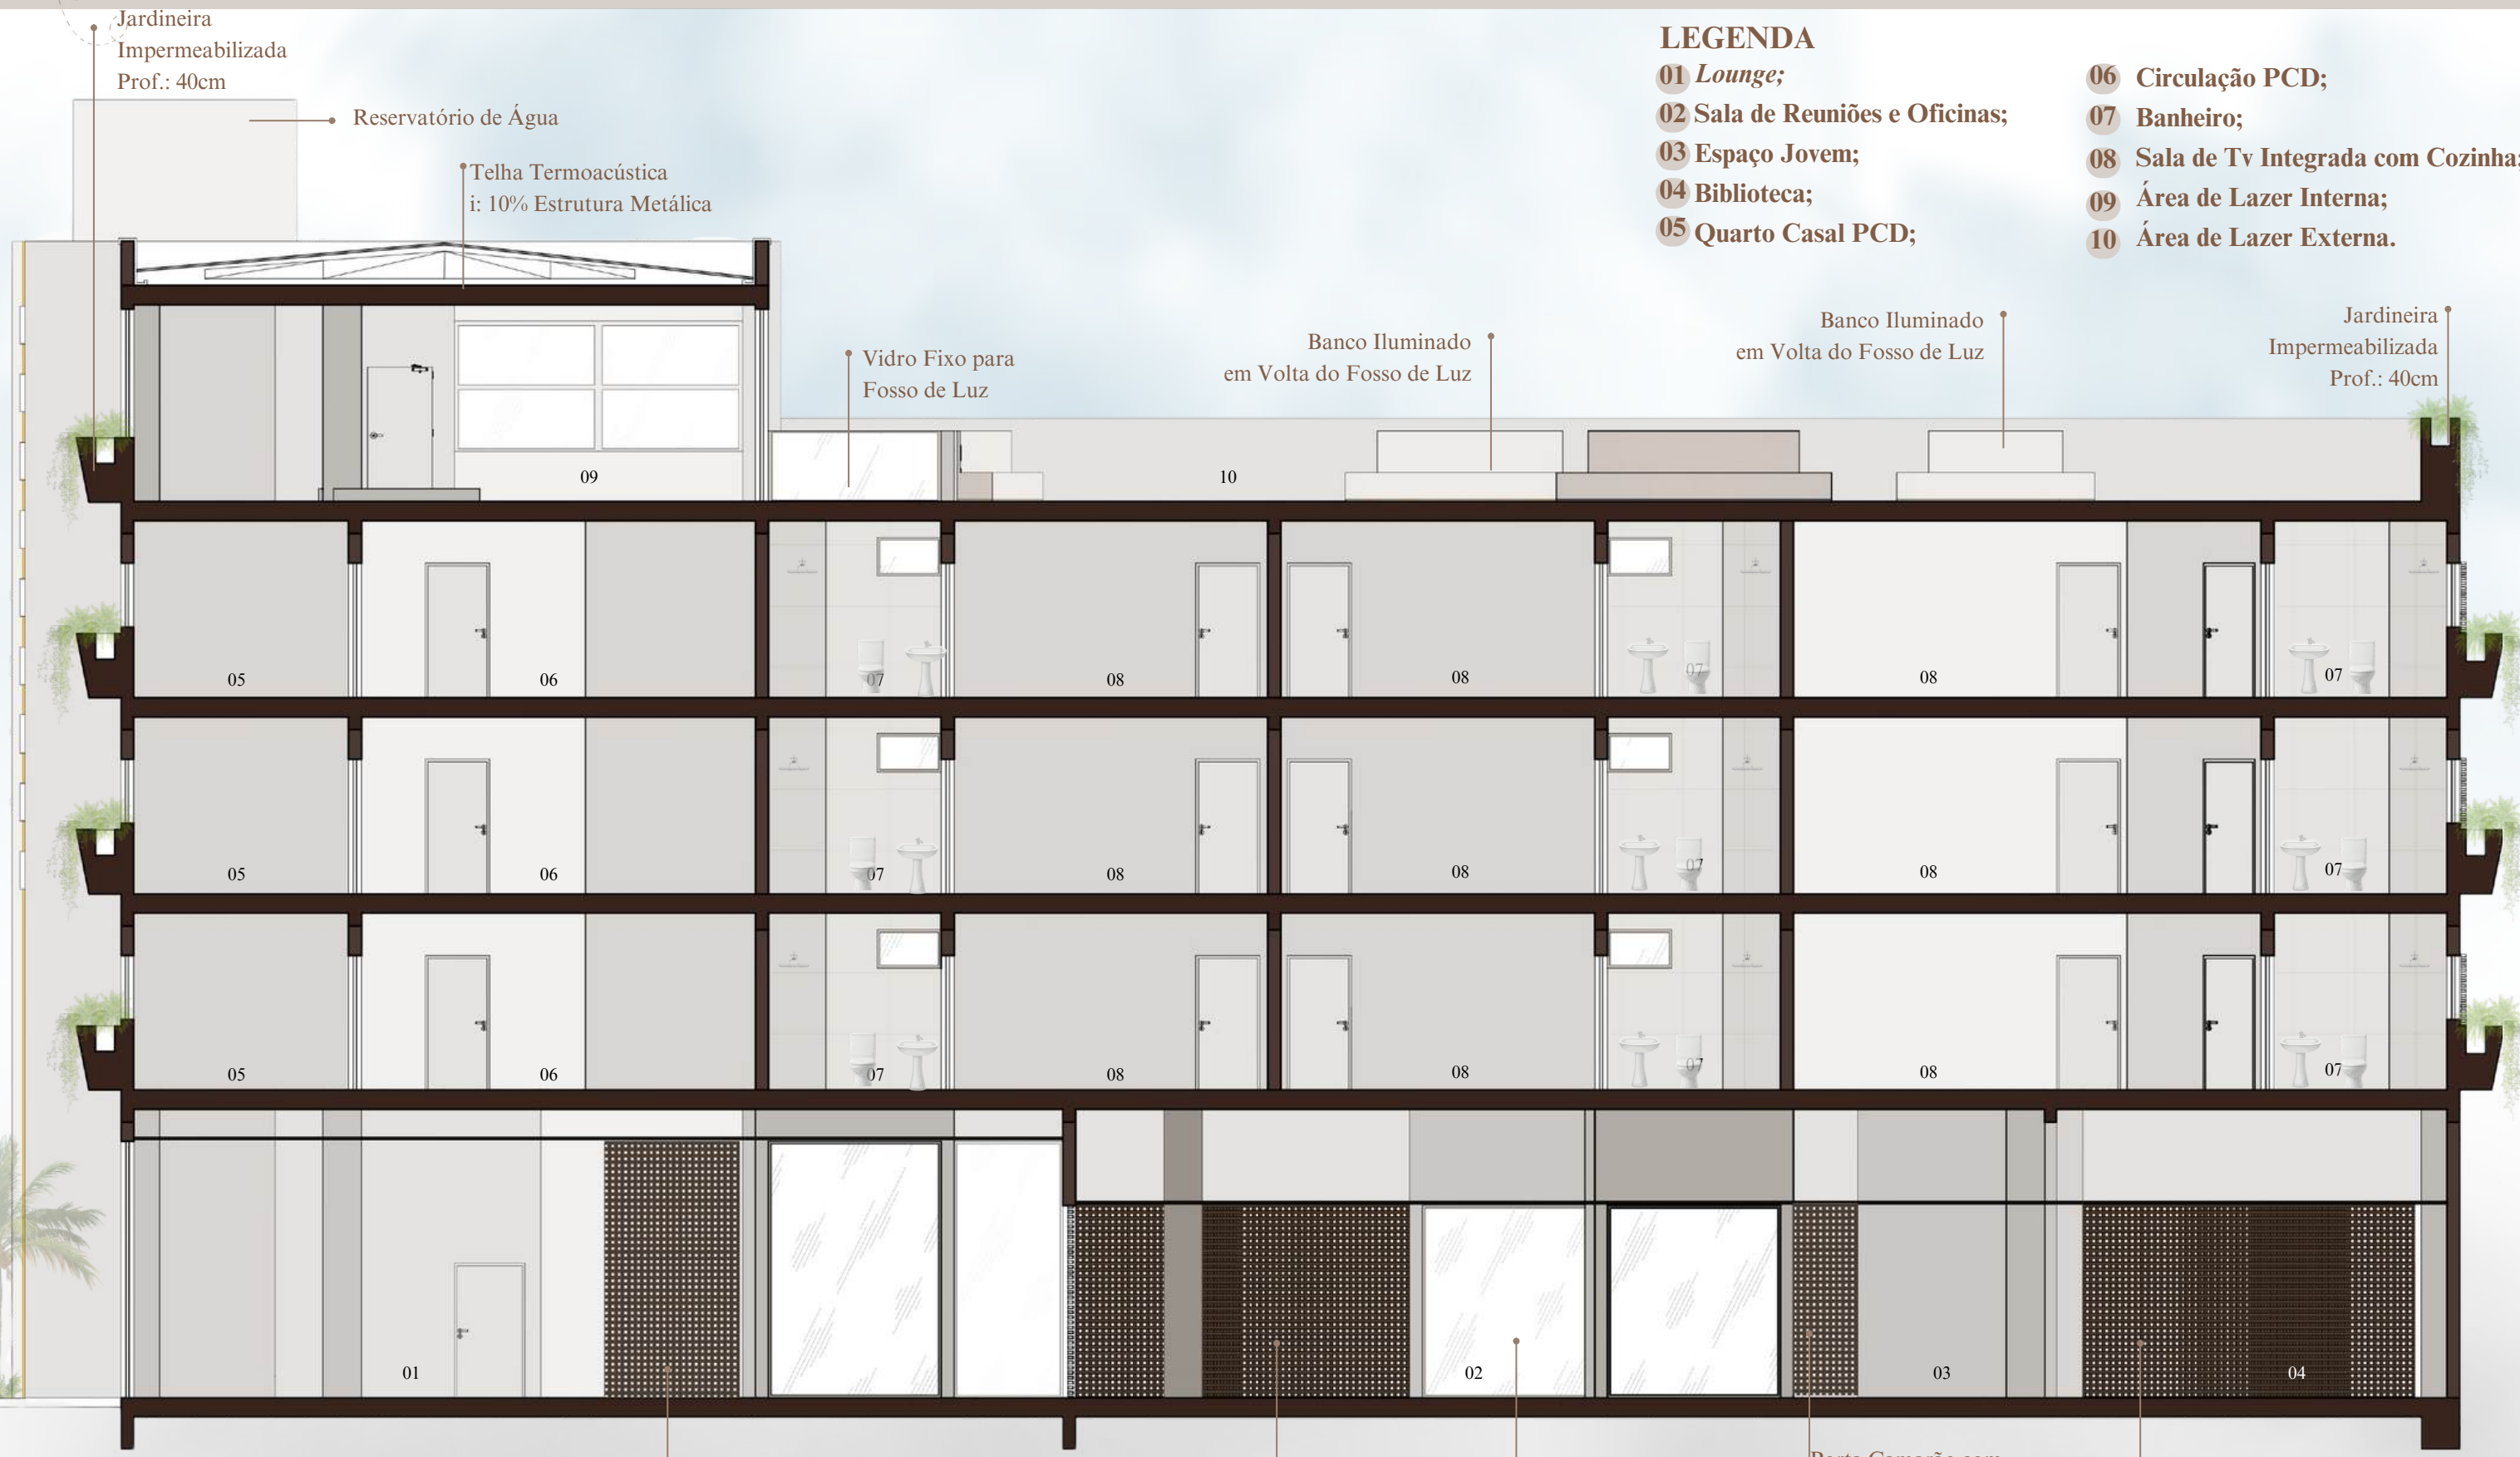 Jardineira
Impermeabilizada
Prof.: 40cm
Reservatório de Água
Telha Termoacústica
i: 10% Estrutura Metálica
LEGENDA
01 Lounge;
02 Sala de Reuniões e Oficinas;
03 Espaço Jovem;
04 Biblioteca;
05 Quarto Casal PCD;
06 Circulação PCD;
07 Banheiro;
08 Sala de Tv Integrada com Cozinha;
09 Área de Lazer Interna;
10 Área de Lazer Externa.
Vidro Fixo para
Fosso de Luz
Banco Iluminado
em Volta do Fosso de Luz
Banco Iluminado
em Volta do Fosso de Luz
Jardineira
Impermeabilizada
Prof.: 40cm
09 10
05 06 07 08 08 07 08 07
05 06 07 08 08 07 08 07
05 06 07 08 08 07 08 07
01 02 03 04
Porta Camarão com